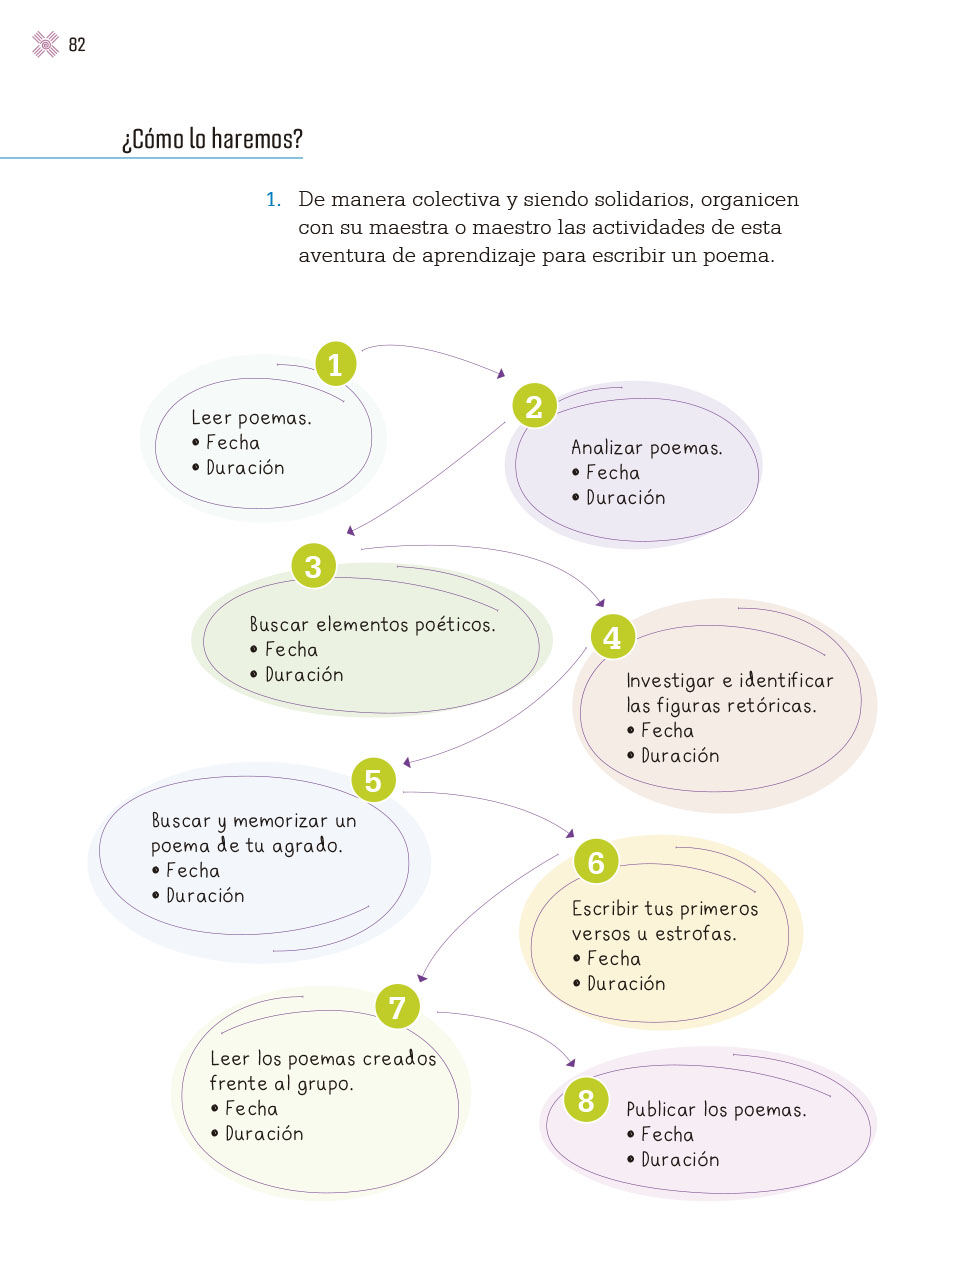 82
¿Cómo lo haremos?
1. De manera colectiva y siendo solidarios, organicen
con su maestra o maestro las actividades de esta
aventura de aprendizaje para escribir un poema.
1
Leer poemas.
• Fecha
• Duración
2
Analizar poemas.
• Fecha
• Duración
3
Buscar elementos poéticos.
• Fecha
• Duración
4
Investigar e identificar
las figuras retóricas.
• Fecha
• Duración
5
Buscar y memorizar un
poema de tu agrado.
• Fecha
• Duración
6
Escribir tus primeros
versos u estrofas.
• Fecha
• Duración
7
Leer los poemas creados
frente al grupo.
• Fecha
• Duración
8
Publicar los poemas.
• Fecha
• Duración